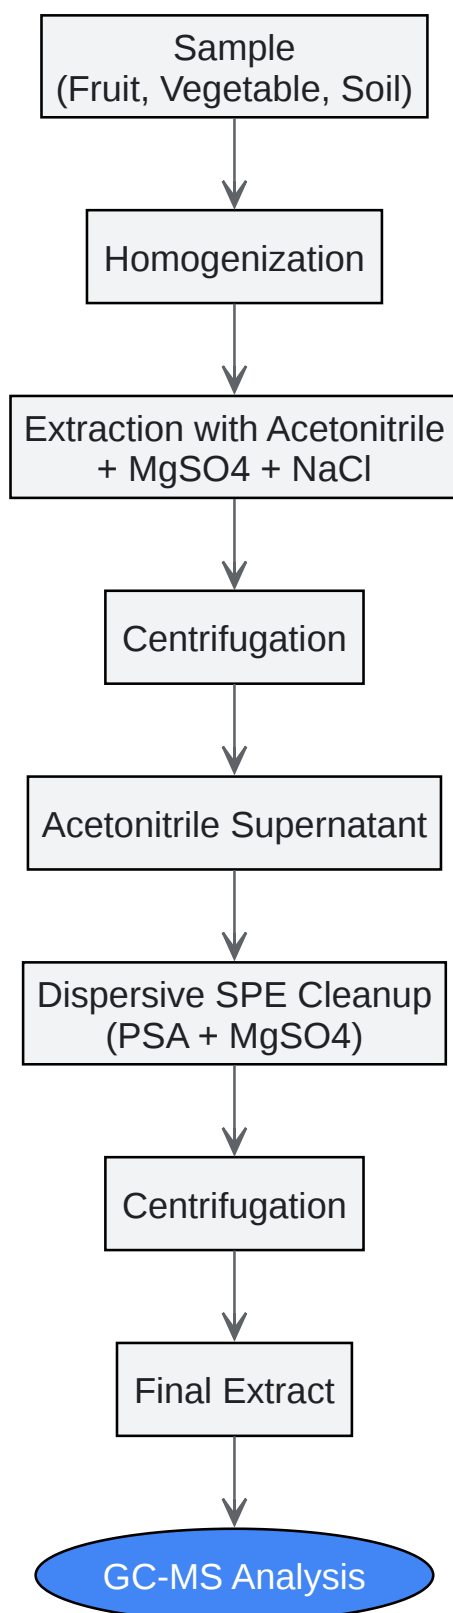 Sample
(Fruit, Vegetable, Soil)
Homogenization
Extraction with Acetonitrile
+ MgSO4 + NaCl
Centrifugation
Acetonitrile Supernatant
Dispersive SPE Cleanup
(PSA + MgSO4)
Centrifugation
Final Extract
GC-MS Analysis